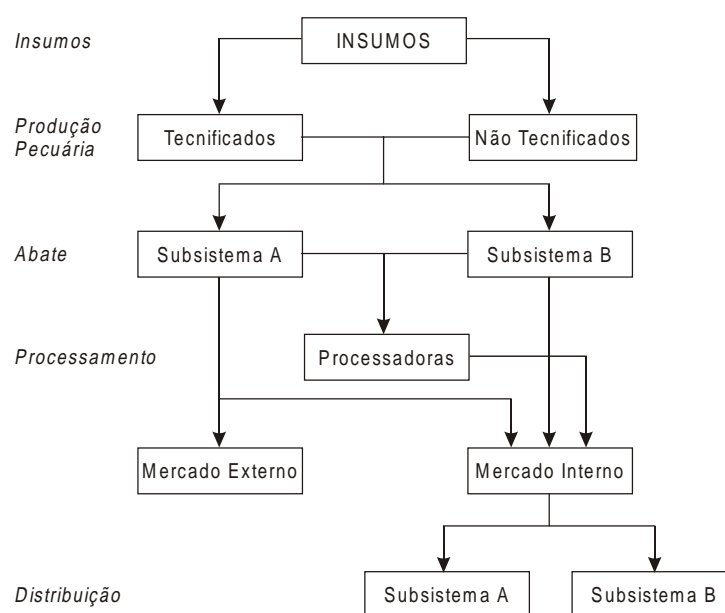 Insumos
INSUMOS
Produção
Pecuária
Tecnificados
Não Tecnificados
Abate
Subsistema A
Subsistema B
Processamento
Processadoras
Mercado Externo
Mercado Interno
Distribuição
Subsistema A
Subsistema B